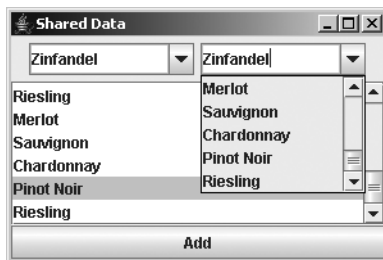 Shared Data
Zinfandel
Zinfandel
Merlot
Sauvignon
Chardonnay
Pinot Noir
Riesling
Riesling
Merlot
Sauvignon
Chardonnay
Pinot Noir
Riesling
Add